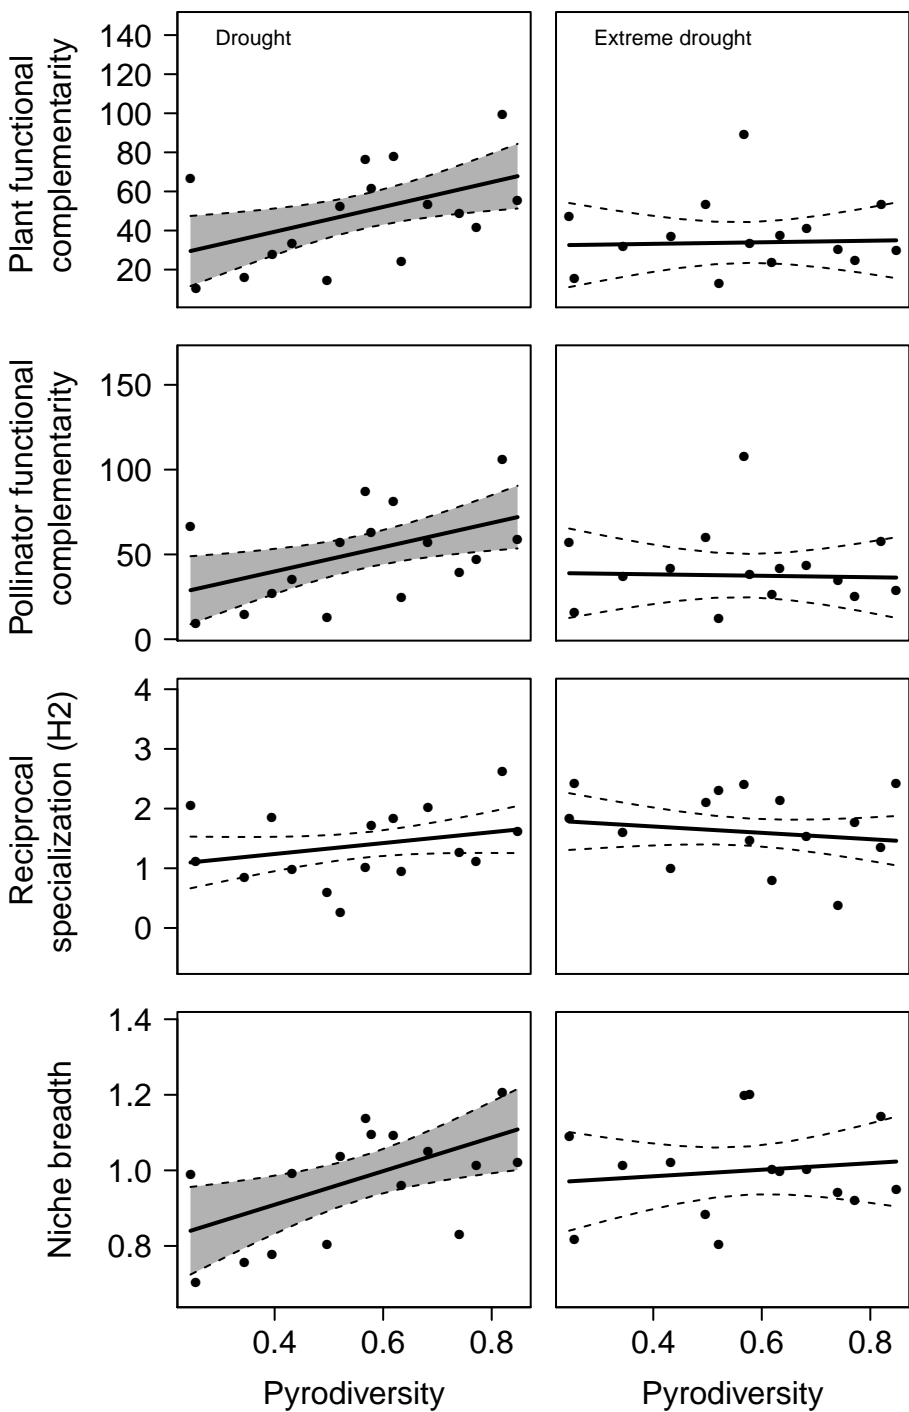 Drought
Extreme drought
Plant functional
complementarity
140
120
100
80
60
40
20
Pollinator functional
complementarity
150
100
50
0
Reciprocal
specialization (H2)
4
3
2
1
0
Niche breadth
1.4
1.2
1.0
0.8
0.4 0.6 0.8
0.4 0.6 0.8
Pyrodiversity
Pyrodiversity